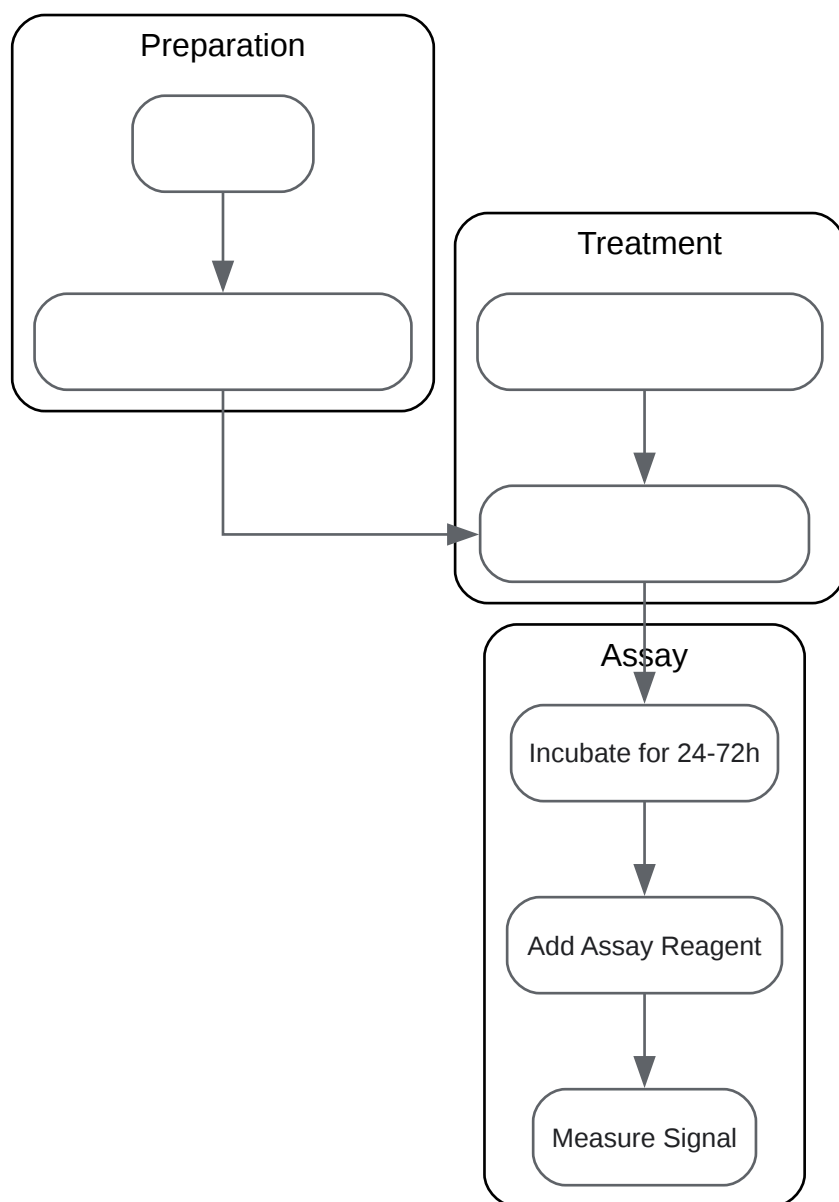 Preparation
Treatment
Assay
Incubate for 24-72h
Add Assay Reagent
Measure Signal